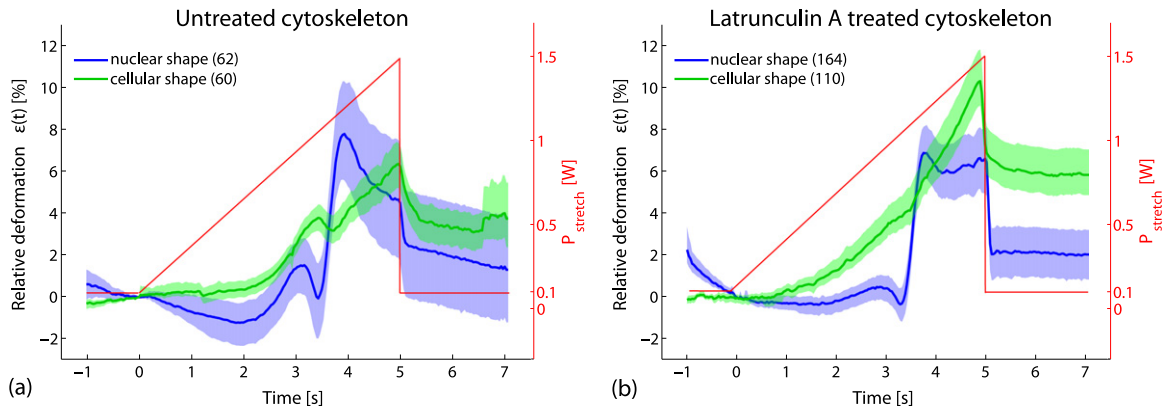 Untreated cytoskeleton
nuclear shape (62)
cellular shape (60)
Relative deformation ε(t) [%]
12
10
8
6
4
2
0
−2
1.5
1
0.5
0.1
0
P stretch [W]
−1 0 1 2 3 4 5 6 7
Time [s]
(a)
Latrunculin A treated cytoskeleton
nuclear shape (164)
cellular shape (110)
Relative deformation ε(t) [%]
12
10
8
6
4
2
0
−2
1.5
1
0.5
0.1
0
P stretch [W]
−1 0 1 2 3 4 5 6 7
Time [s]
(b)